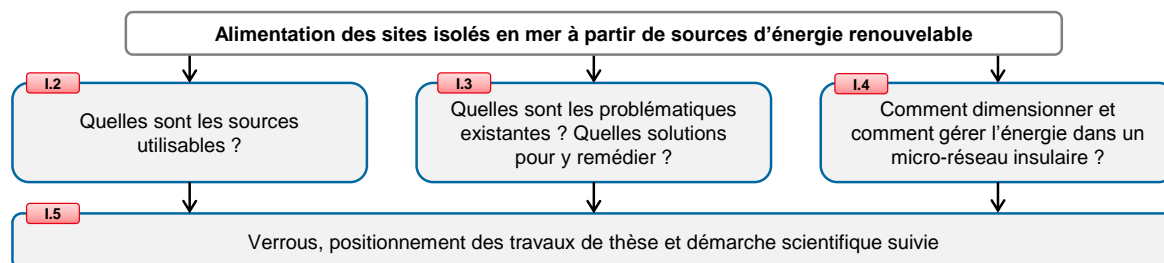 Alimentation des sites isolés en mer à partir de sources d'énergie renouvelable
I.2
Quelles sont les sources
utilisables ?
I.3
Quelles sont les problématiques
existantes ? Quelles solutions
pour y remédier ?
I.4
Comment dimensionner et
comment gérer l'énergie dans un
micro-réseau insulaire ?
I.5
Verrous, positionnement des travaux de thèse et démarche scientifique suivie